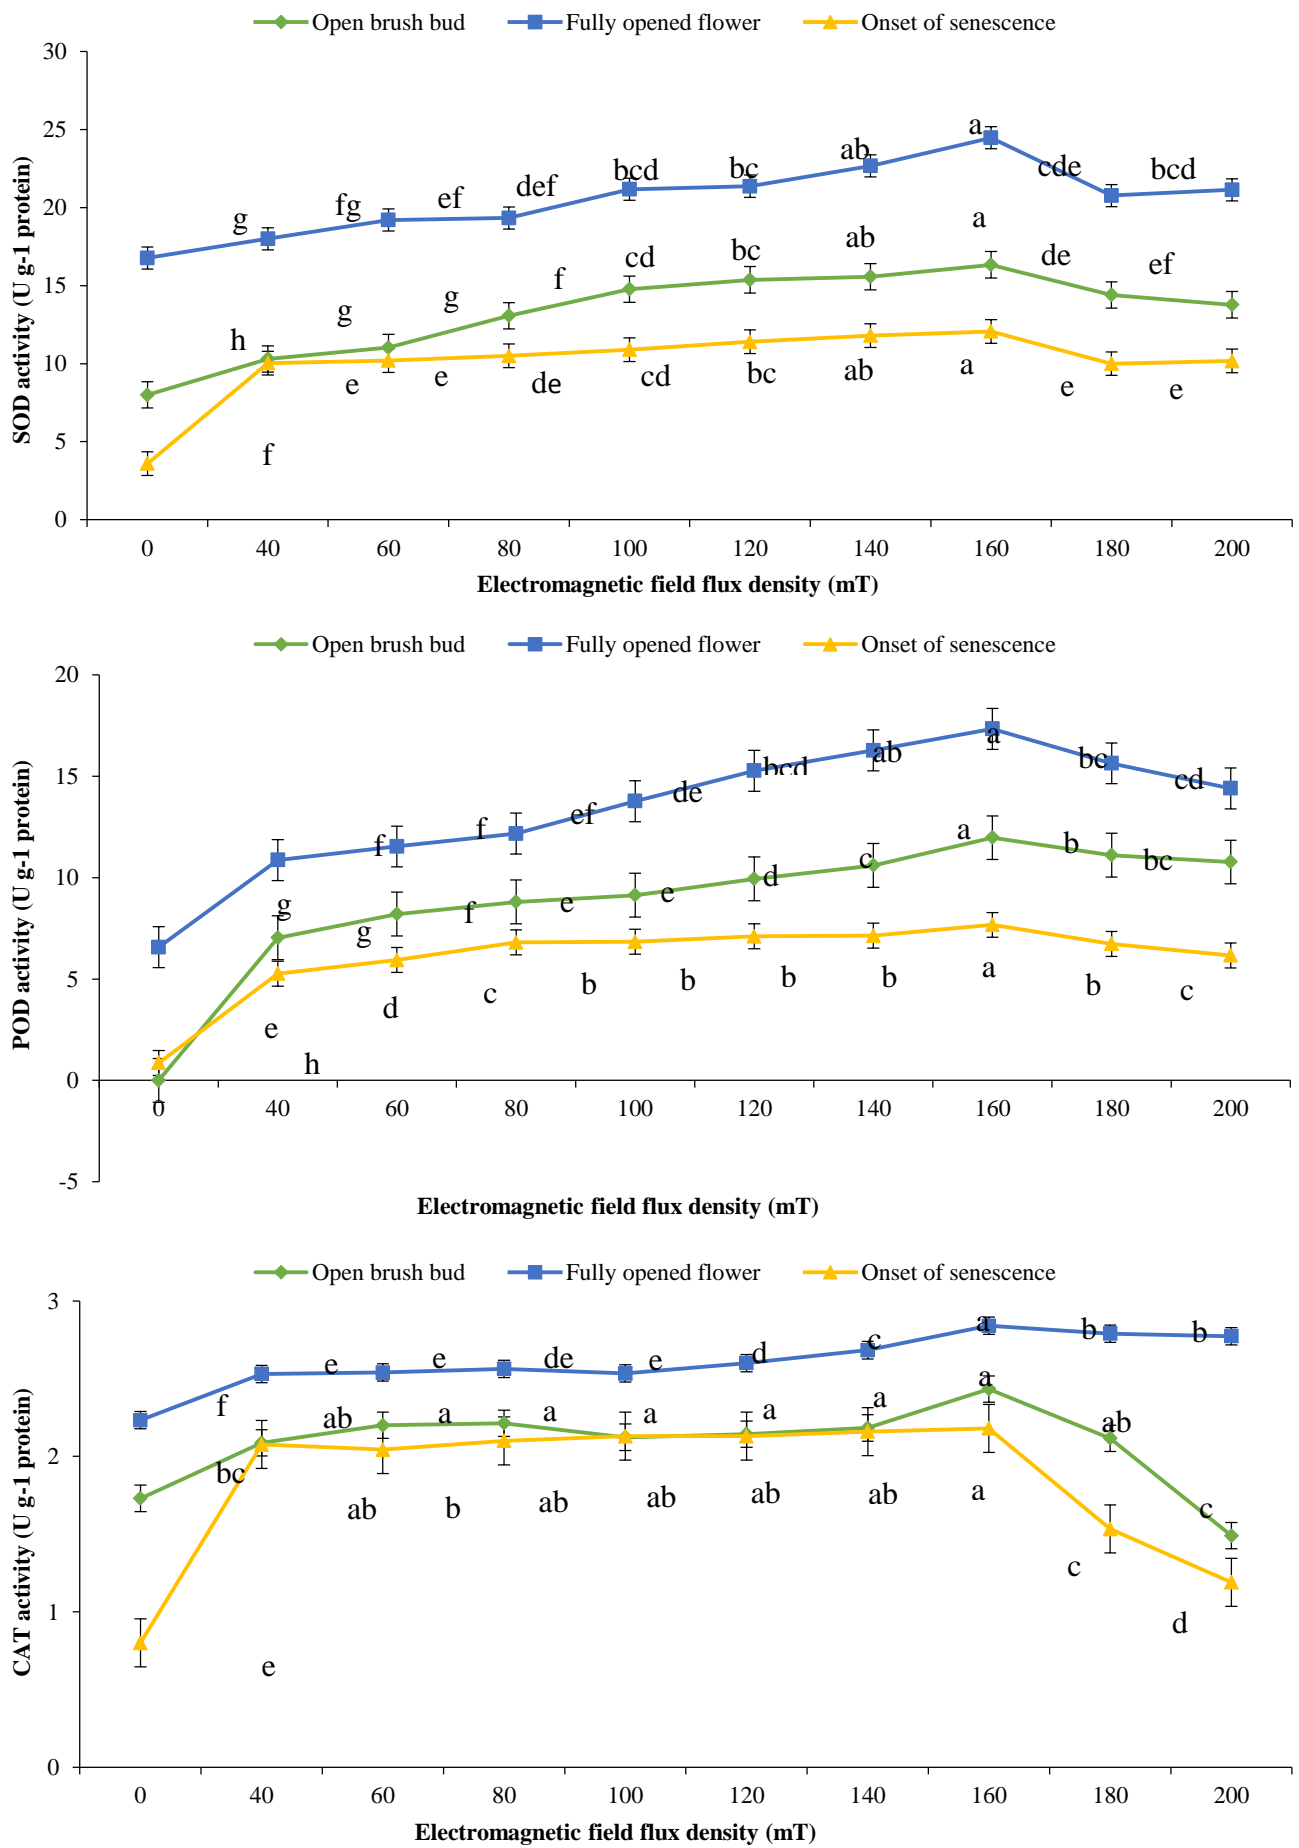 Open brush bud Fully opened flower Onset of senescence
30
25
20
15
10
5
0
SOD activity (U g-1 protein)
g fg ef def bcd bc ab a cde bcd
h g g f cd bc ab a de ef
f e e de cd bc ab a e e
0 40 60 80 100 120 140 160 180 200
Electromagnetic field flux density (mT)
Open brush bud Fully opened flower Onset of senescence
20
15
10
5
0
-5
POD activity (U g-1 protein)
g f f ef de bcd ab a bc cd
h g f e e d c a b bc
e d c b b b b a b c
0 40 60 80 100 120 140 160 180 200
Electromagnetic field flux density (mT)
Open brush bud Fully opened flower Onset of senescence
3
2
1
0
CAT activity (U g-1 protein)
f e e de e d c a b b
bc ab a a a a a a ab c
e ab b ab ab ab ab a c d
0 40 60 80 100 120 140 160 180 200
Electromagnetic field flux density (mT)